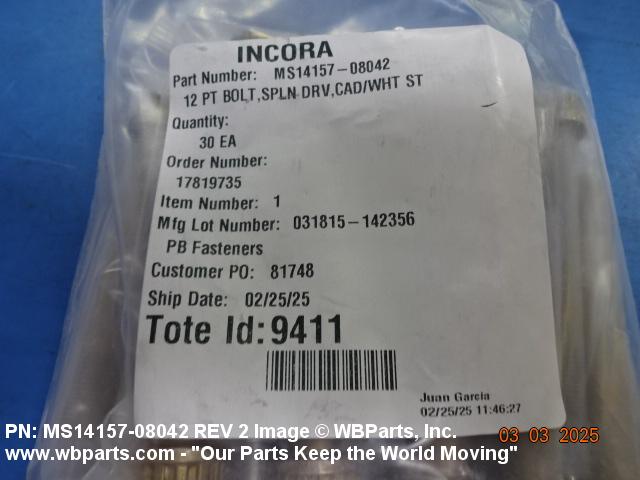 INCORA
Part Number: MS14157-08042
12 PT BOLT,SPLN DRV,CAD/WHT ST
Quantity:
30 EA
Order Number:
17819735
Item Number: 1
Mfg Lot Number: 031815-142356
PB Fasteners
Customer PO: 81748
Ship Date: 02/25/25
Tote Id: 9411
Juan Garcia
02/25/25 11:46:27
PN: MS14157-08042 REV 2 Image © WBParts, Inc.
03 03 2025
www.wbparts.com - "Our Parts Keep the World Moving"